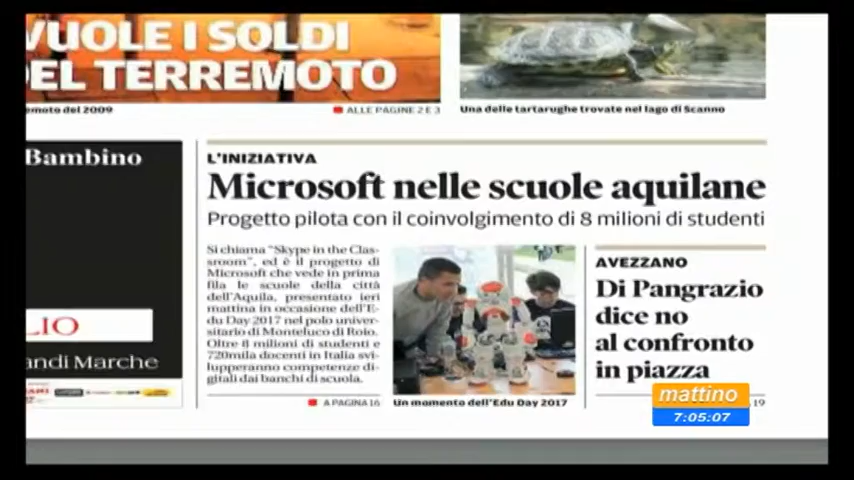 VUOLE I SOLDI
DEL TERREMOTO
emoto del 2009
ALLE PAGINE 2 E 3
Una delle tartarughe trovate nel lago di Scanno
Bambino
LIO
andi Marche
L'INIZIATIVA
Microsoft nelle scuole aquilane
Progetto pilota con il coinvolgimento di 8 milioni di studenti
Si chiama "Skype in the Clas-
sroom", ed è il progetto di
Microsoft che vede in prima
fila le scuole della città
dell'Aquila, presentato ieri
mattina in occasione dell'E-
du Day 2017 nel polo univer-
sitario di Monteluco di Roio.
Oltre 8 milioni di studenti e
720mila docenti in Italia svi-
lupperanno competenze di-
gitali dai banchi di scuola.
A PAGINA 16
Un momento dell'Edu Day 2017
AVEZZANO
Di Pangrazio
dice no
al confronto
in piazza
19
mattino
7:05:07